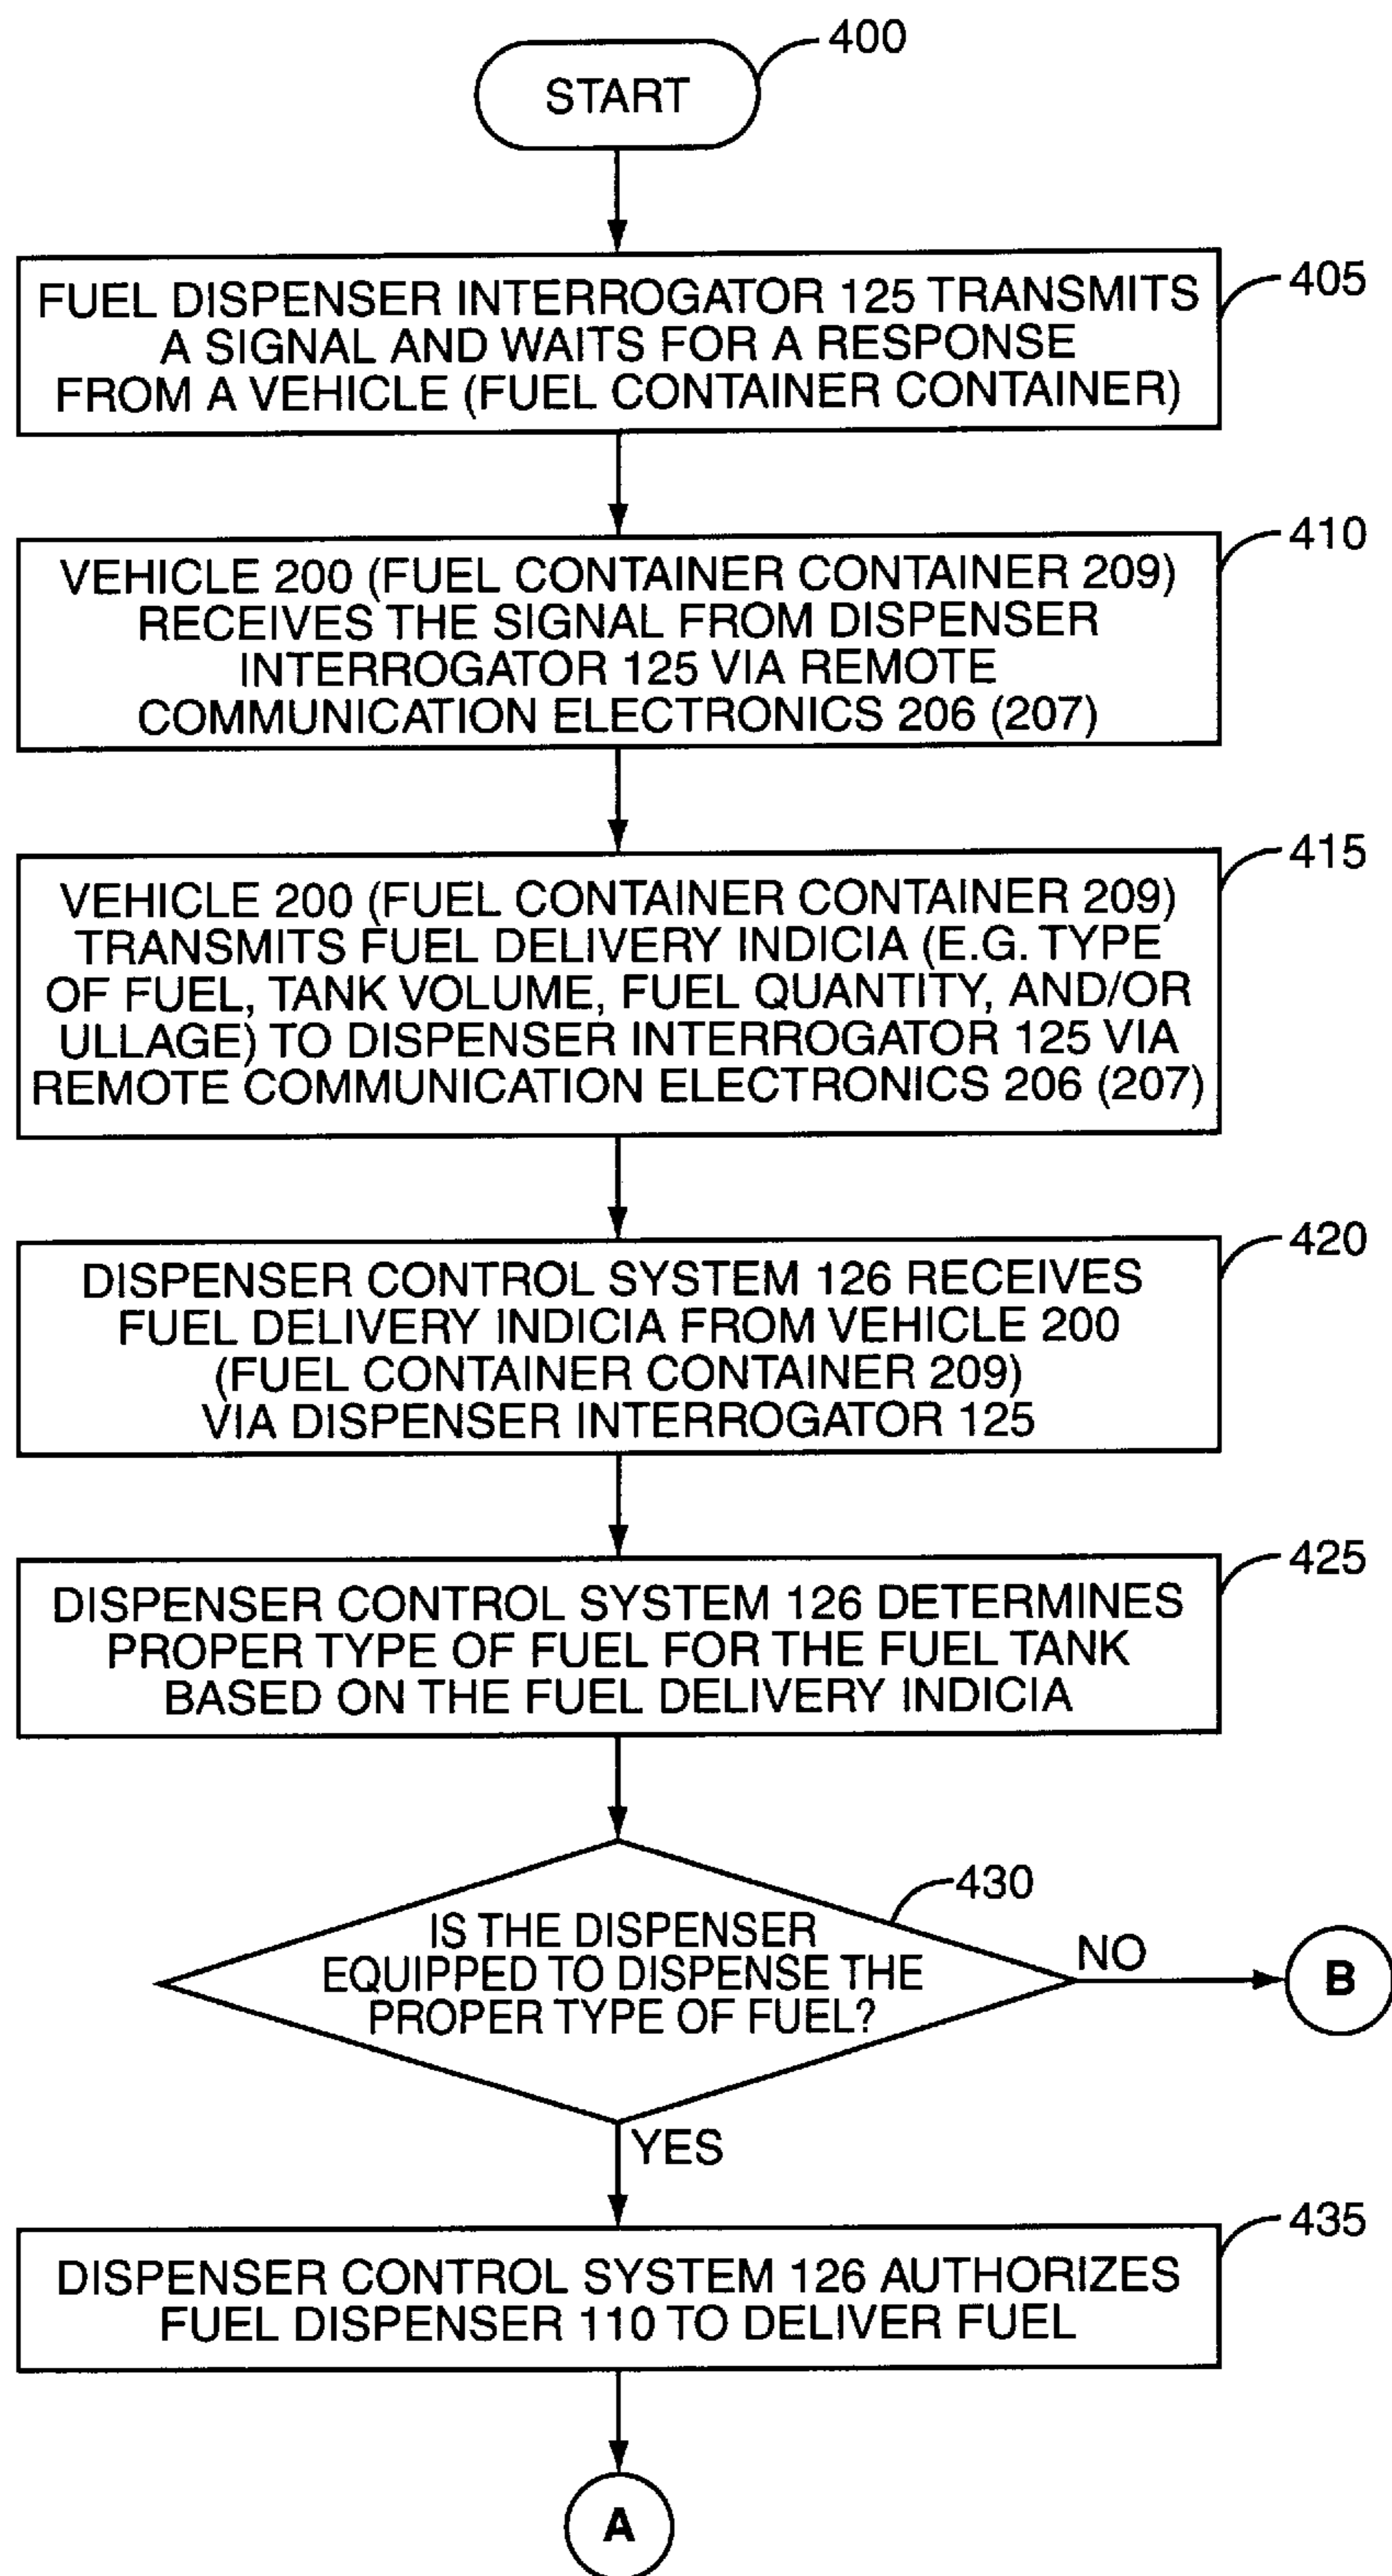 400
START
405
FUEL DISPENSER INTERROGATOR 125 TRANSMITS
A SIGNAL AND WAITS FOR A RESPONSE
FROM A VEHICLE (FUEL CONTAINER CONTAINER)
410
VEHICLE 200 (FUEL CONTAINER CONTAINER 209)
RECEIVES THE SIGNAL FROM DISPENSER
INTERROGATOR 125 VIA REMOTE
COMMUNICATION ELECTRONICS 206 (207)
415
VEHICLE 200 (FUEL CONTAINER CONTAINER 209)
TRANSMITS FUEL DELIVERY INDICIA (E.G. TYPE
OF FUEL, TANK VOLUME, FUEL QUANTITY, AND/OR
ULLAGE) TO DISPENSER INTERROGATOR 125 VIA
REMOTE COMMUNICATION ELECTRONICS 206 (207)
420
DISPENSER CONTROL SYSTEM 126 RECEIVES
FUEL DELIVERY INDICIA FROM VEHICLE 200
(FUEL CONTAINER CONTAINER 209)
VIA DISPENSER INTERROGATOR 125
425
DISPENSER CONTROL SYSTEM 126 DETERMINES
PROPER TYPE OF FUEL FOR THE FUEL TANK
BASED ON THE FUEL DELIVERY INDICIA
430
IS THE DISPENSER
EQUIPPED TO DISPENSE THE
PROPER TYPE OF FUEL?
NO
B
YES
435
DISPENSER CONTROL SYSTEM 126 AUTHORIZES
FUEL DISPENSER 110 TO DELIVER FUEL
A